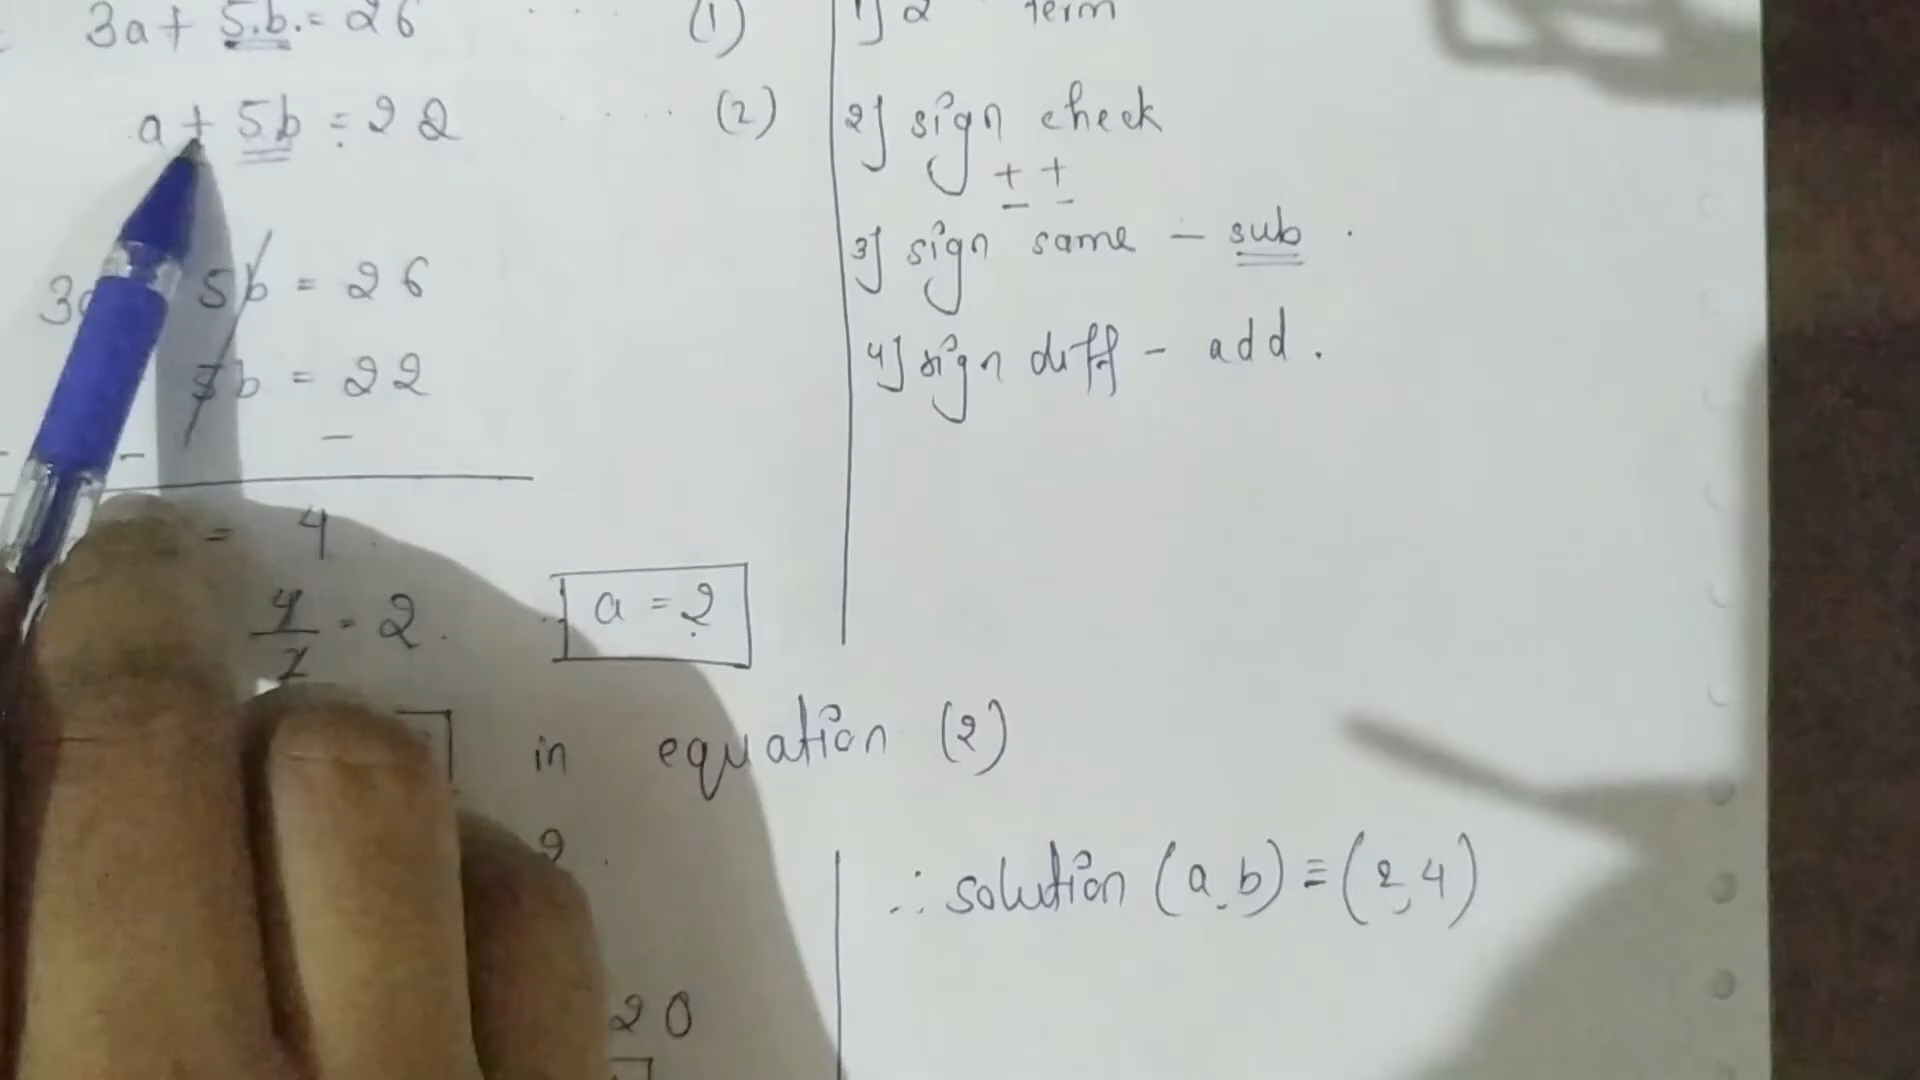 3a + 5b = 26 (1)
a + 5b = 22 (2)
5b = 26
5b = 22
-  -
= 4
4/2 = 2 . a = 2
in equation (2)
2 .
20
term
2] sign check
+ +
- -
3] sign same - sub .
4] sign diff - add .
∴ solution (a, b) ≡ (2, 4)